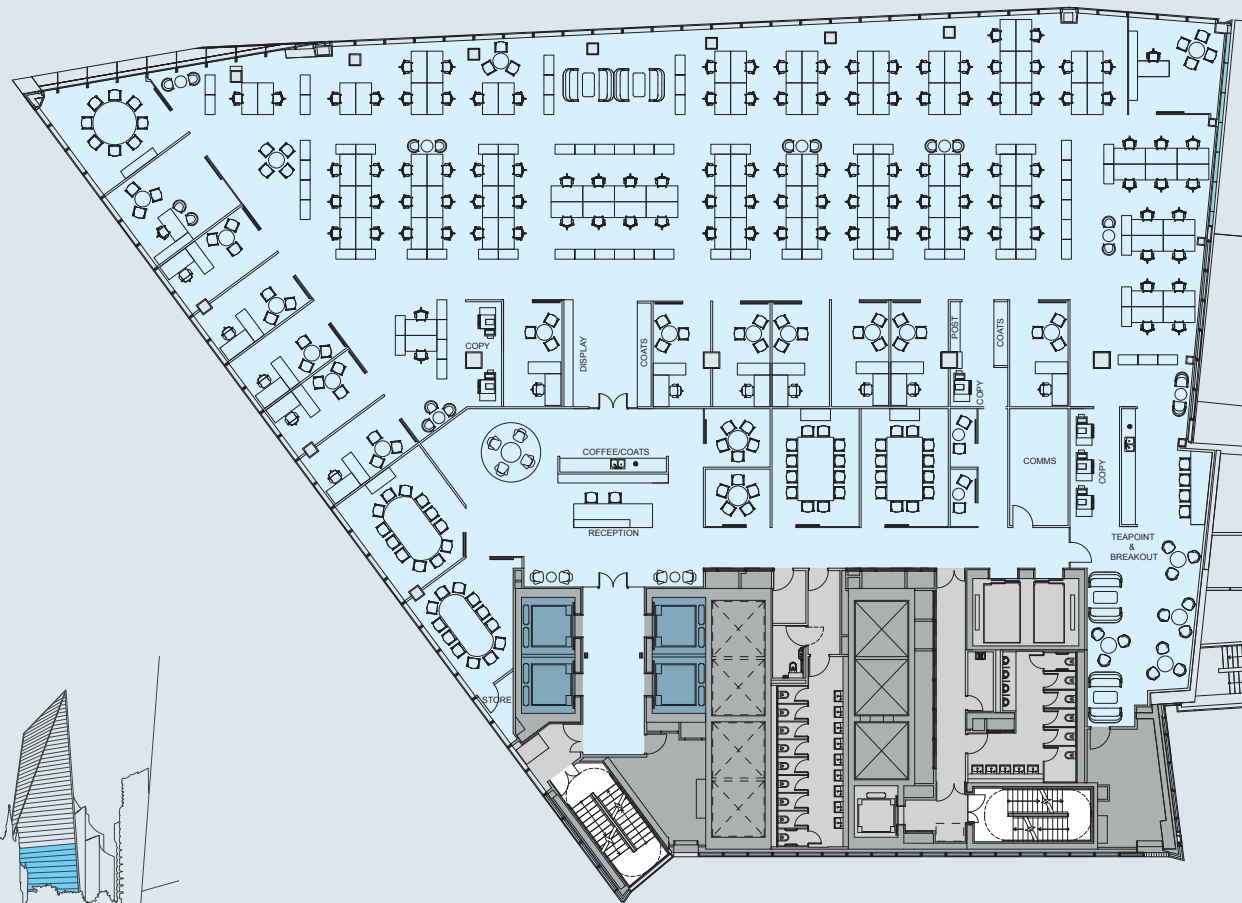 COPY
DISPLAY
COATS
POST
COATS
COPY
COFFEE/COATS
COMMS
COPY
RECEPTION
TEAPOINT
&
BREAKOUT
STORE